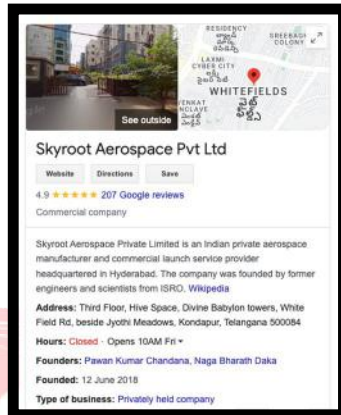 RESIDENCY
GREEBAGH
COLONY
LAXMI
CYBER CITY
WHITEFIELDS
VENKAT
ENCLAVE
See outside
Skyroot Aerospace Pvt Ltd
Website Directions Save
4.9 ★★★★★ 207 Google reviews
Commercial company
Skyroot Aerospace Private Limited is an Indian private aerospace
manufacturer and commercial launch service provider
headquartered in Hyderabad. The company was founded by former
engineers and scientists from ISRO. Wikipedia
Address: Third Floor, Hive Space, Divine Babylon towers, White
Field Rd, beside Jyothi Meadows, Kondapur, Telangana 500084
Hours: Closed · Opens 10AM Fri
Founders: Pawan Kumar Chandana, Naga Bharath Daka
Founded: 12 June 2018
Type of business: Privately held company